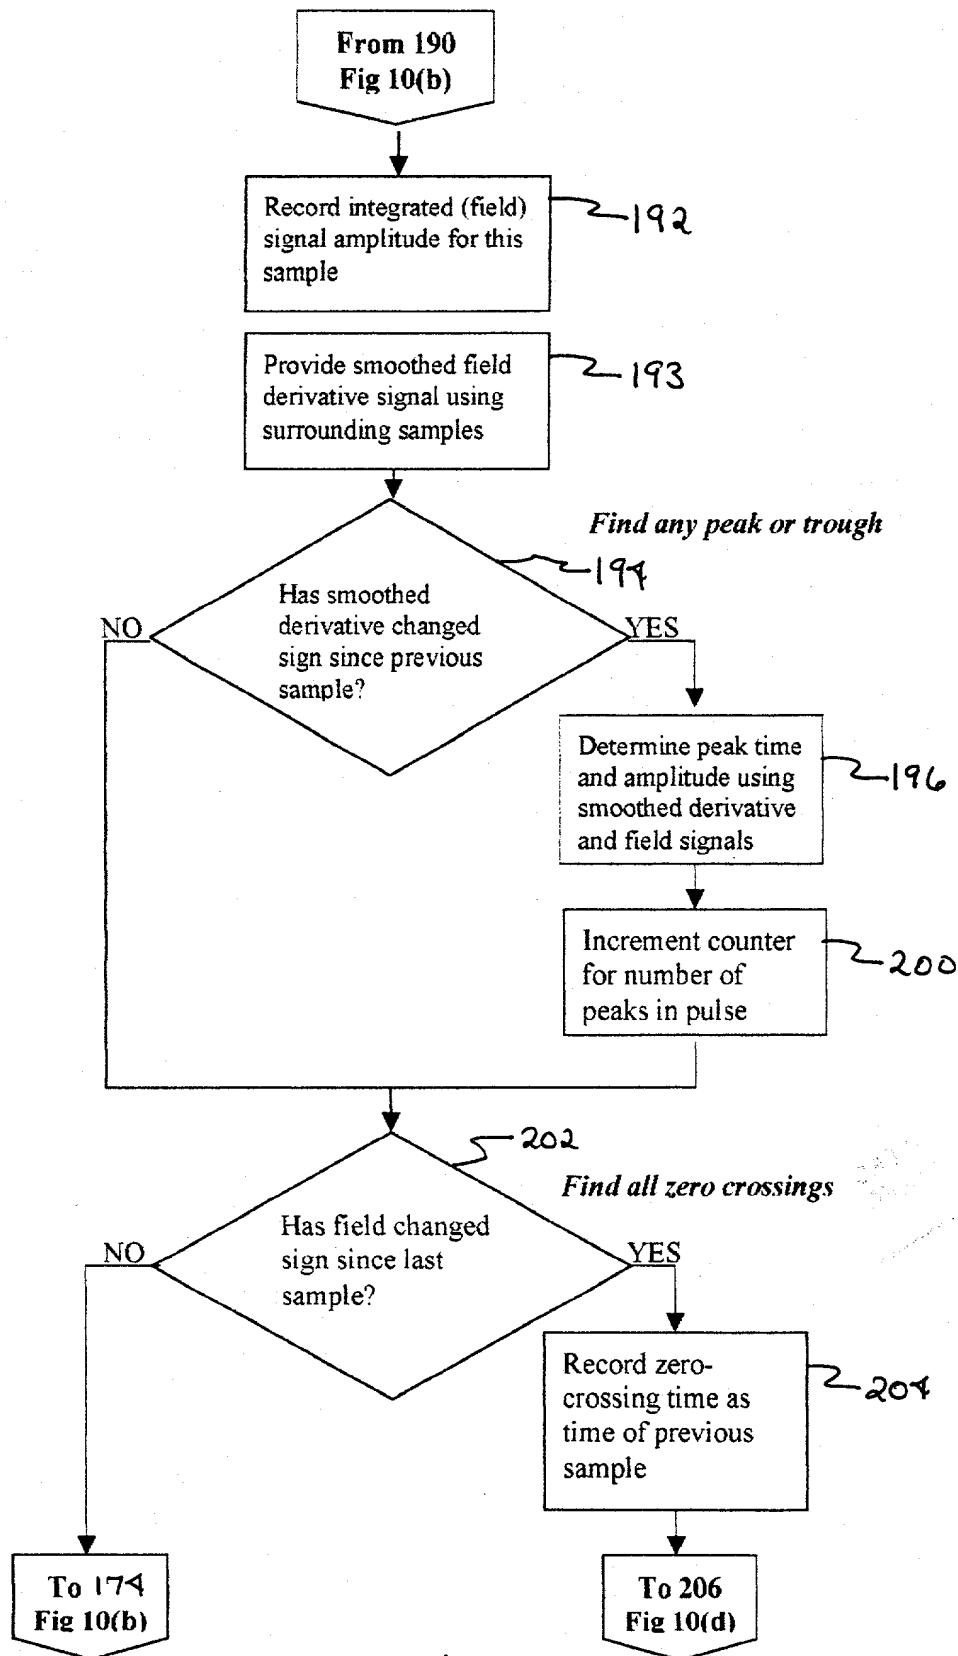 From 190
Fig 10(b)
Record integrated (field)
signal amplitude for this
sample
192
Provide smoothed field
derivative signal using
surrounding samples
193
Find any peak or trough
194
Has smoothed
derivative changed
sign since previous
sample?
NO
YES
Determine peak time
and amplitude using
smoothed derivative
and field signals
196
Increment counter
for number of
peaks in pulse
200
202
Find all zero crossings
Has field changed
sign since last
sample?
NO
YES
Record zero-
crossing time as
time of previous
sample
204
To 174
Fig 10(b)
To 206
Fig 10(d)